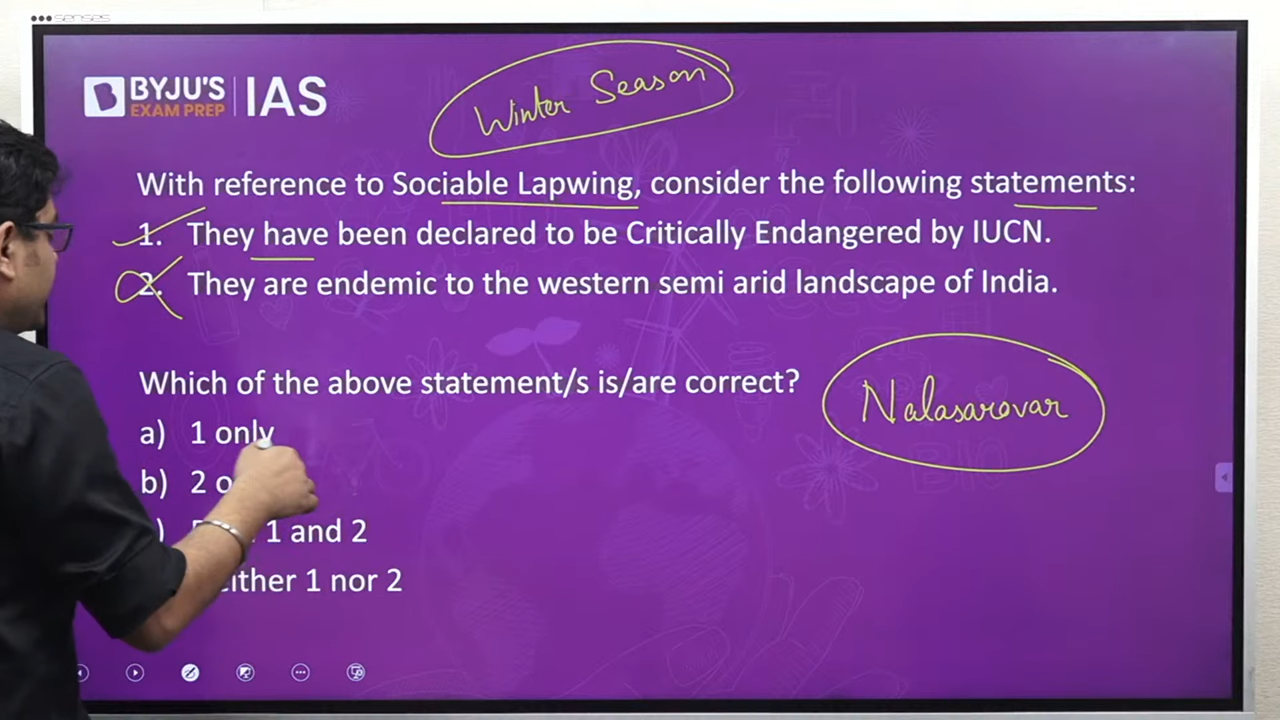 senses
BYJU'S
EXAM PREP
IAS
Winter Season
With reference to Sociable Lapwing, consider the following statements:
1. They have been declared to be Critically Endangered by IUCN.
2. They are endemic to the western semi arid landscape of India.
Which of the above statement/s is/are correct?
Nalasarovar
a) 1 only
b) 2 o
) 1 and 2
either 1 nor 2